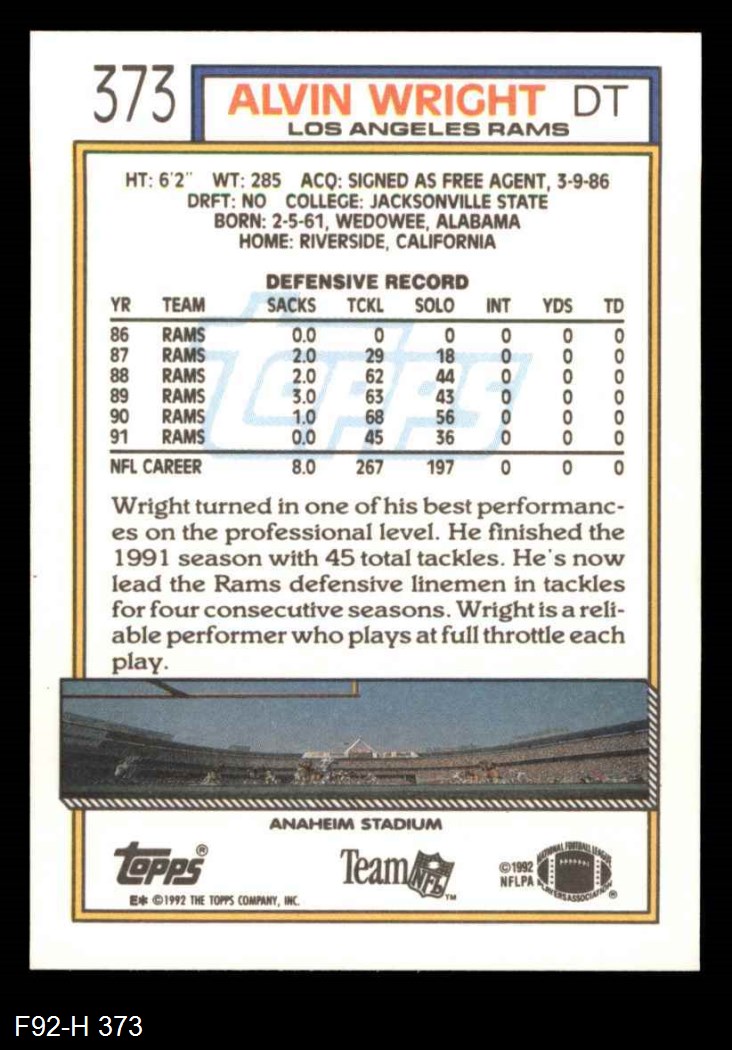 373 ALVIN WRIGHT DT
LOS ANGELES RAMS
HT: 6'2" WT: 285 ACQ: SIGNED AS FREE AGENT, 3-9-86
DRFT: NO COLLEGE: JACKSONVILLE STATE
BORN: 2-5-61, WEDOWEE, ALABAMA
HOME: RIVERSIDE, CALIFORNIA
DEFENSIVE RECORD
YR TEAM SACKS TCKL SOLO INT YDS TD
86 RAMS 0.0 0 0 0 0 0
87 RAMS 2.0 29 18 0 0 0
88 RAMS 2.0 62 44 0 0 0
89 RAMS 3.0 63 43 0 0 0
90 RAMS 1.0 68 56 0 0 0
91 RAMS 0.0 45 36 0 0 0
NFL CAREER 8.0 267 197 0 0 0
Topps
Wright turned in one of his best performanc-
es on the professional level. He finished the
1991 season with 45 total tackles. He's now
lead the Rams defensive linemen in tackles
for four consecutive seasons. Wright is a reli-
able performer who plays at full throttle each
play.
ANAHEIM STADIUM
Topps®
E* ©1992 THE TOPPS COMPANY, INC.
Team NFL™
©1992
NFLPA
NATIONAL FOOTBALL LEAGUE
PLAYERS ASSOCIATION®
F92-H 373